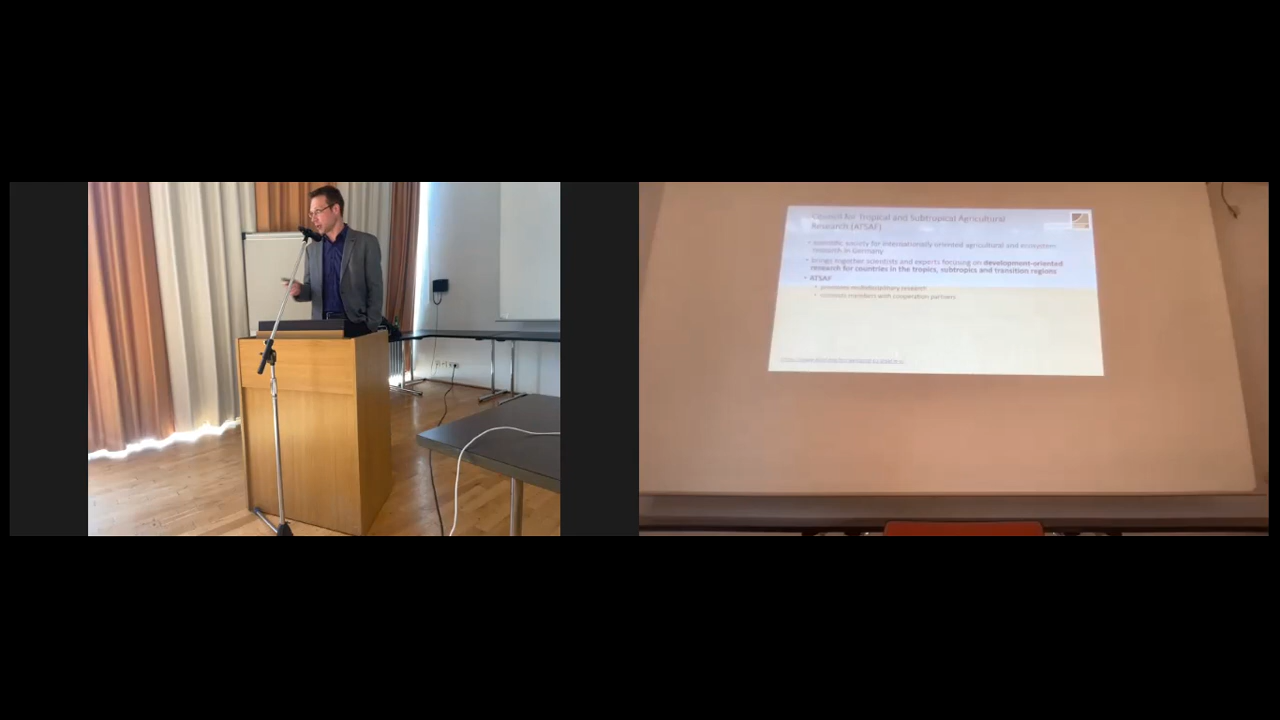 Council for Tropical and Subtropical Agricultural
Research (ATSAF)
• scientific society for internationally oriented agricultural and ecosystem
research in Germany
• brings together scientists and experts focusing on development-oriented
research for countries in the tropics, subtropics and transition regions
• ATSAF
• promotes multidisciplinary research
• connects members with cooperation partners